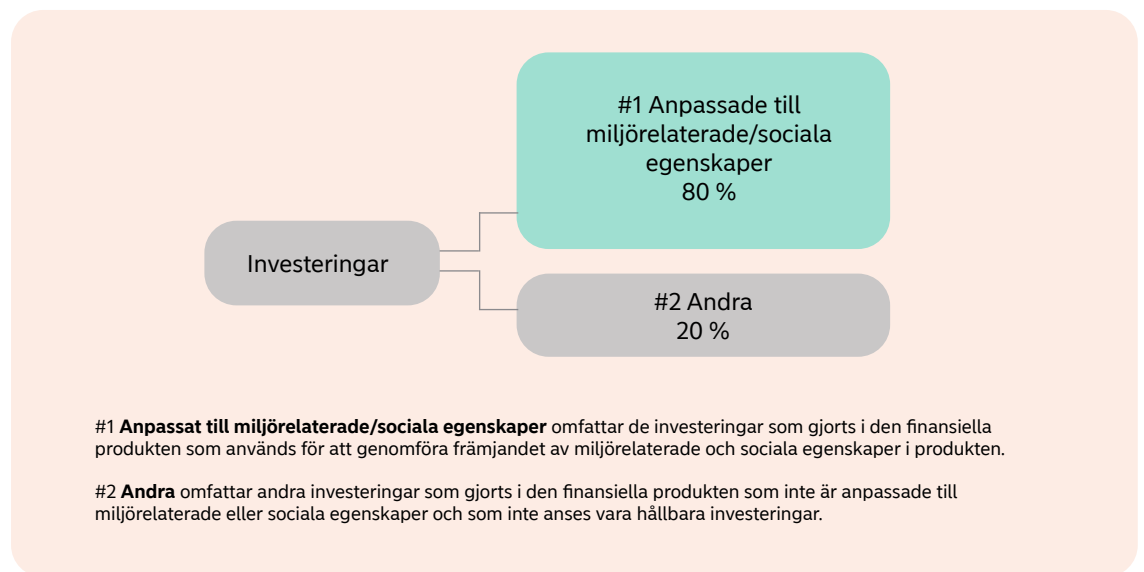 #1 Anpassade till
miljörelaterade/sociala
egenskaper
80 %
Investeringar
#2 Andra
20 %
#1 Anpassat till miljörelaterade/sociala egenskaper omfattar de investeringar som gjorts i den finansiella
produkten som används för att genomföra främjandet av miljörelaterade och sociala egenskaper i produkten.
#2 Andra omfattar andra investeringar som gjorts i den finansiella produkten som inte är anpassade till
miljörelaterade eller sociala egenskaper och som inte anses vara hållbara investeringar.